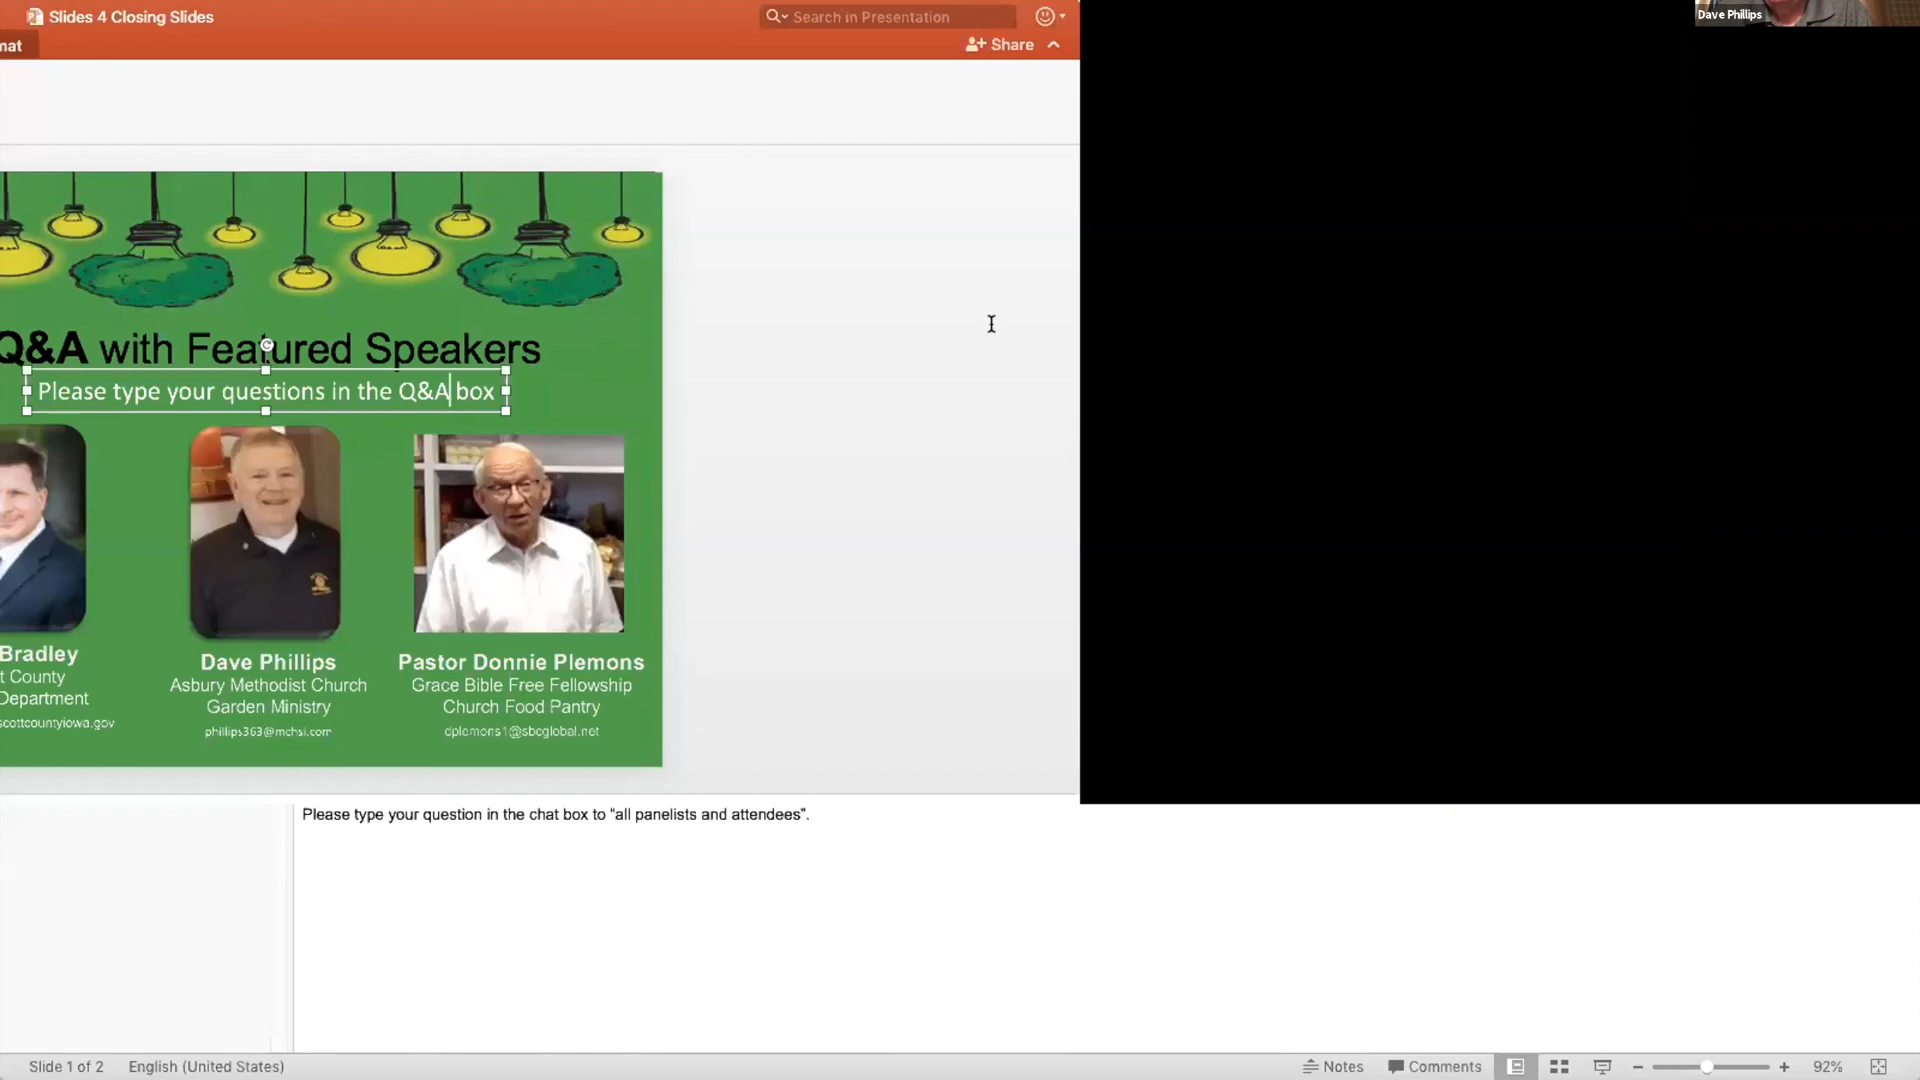 Slides 4 Closing Slides
Search in Presentation
Dave Phillips
mat
Share
Q&A with Featured Speakers
Please type your questions in the Q&A box
Bradley
t County
Department
scottcountyiowa.gov
Dave Phillips
Asbury Methodist Church
Garden Ministry
phillips363@mchsi.com
Pastor Donnie Plemons
Grace Bible Free Fellowship
Church Food Pantry
dplemons1@sbcglobal.net
Please type your question in the chat box to “all panelists and attendees”.
Slide 1 of 2
English (United States)
Notes
Comments
92%